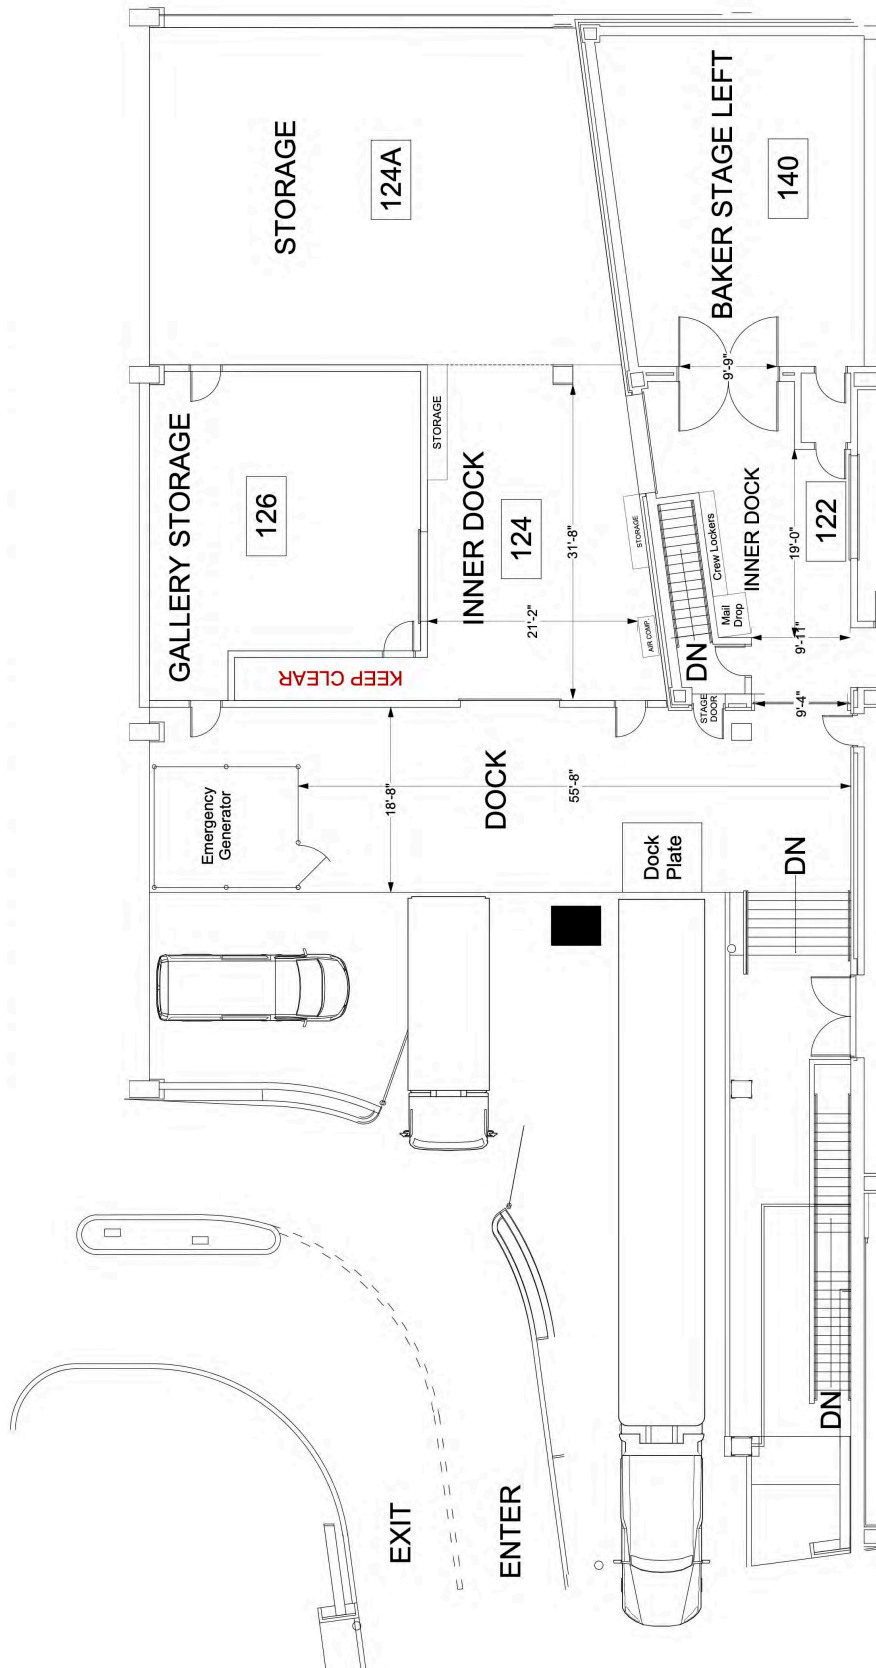 STORAGE
124A
BAKER STAGE LEFT
140
GALLERY STORAGE
126
STORAGE
INNER DOCK
124
31'-8"
21'-2"
KEEP CLEAR
STORAGE
AIR COMP.
9'-9"
INNER DOCK
122
19'-0"
Crew Lockers
Mail
Drop
9'-11"
DN
STAGE
DOOR
9'-4"
Emergency
Generator
18'-8"
DOCK
55'-8"
Dock
Plate
DN
DN
EXIT
ENTER